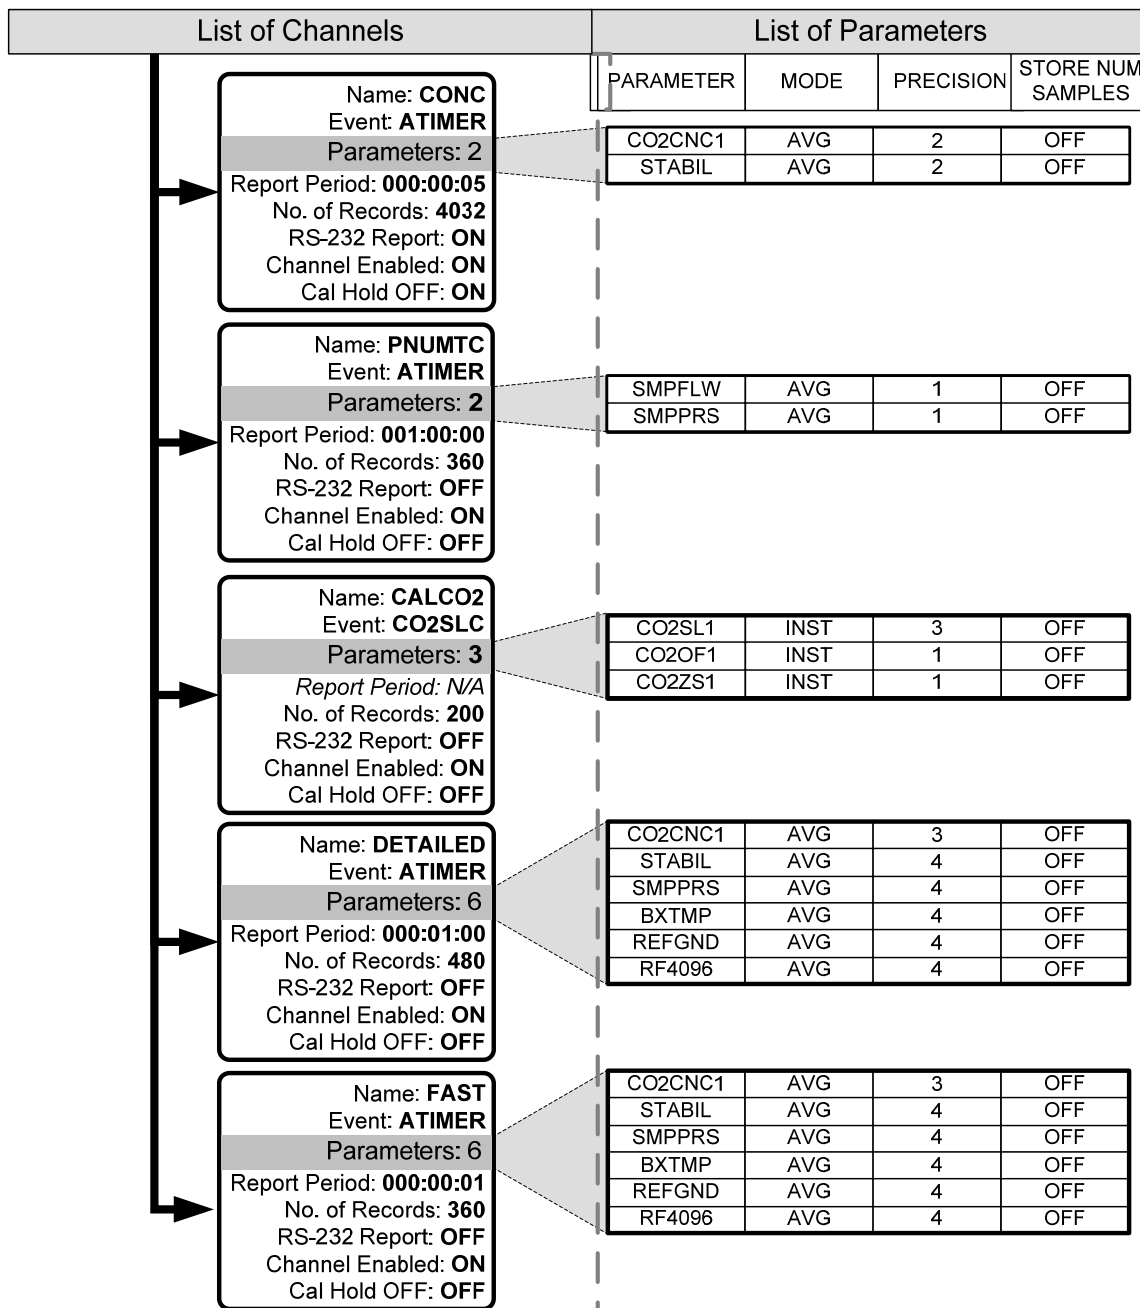 List of Channels List of Parameters
PARAMETER MODE PRECISION STORE NUM
SAMPLES
Name: CONC
Event: ATIMER
Parameters: 2
Report Period: 000:00:05
No. of Records: 4032
RS-232 Report: ON
Channel Enabled: ON
Cal Hold OFF: ON
CO2CNC1 AVG 2 OFF
STABIL AVG 2 OFF
Name: PNUMTC
Event: ATIMER
Parameters: 2
Report Period: 001:00:00
No. of Records: 360
RS-232 Report: OFF
Channel Enabled: ON
Cal Hold OFF: OFF
SMPFLW AVG 1 OFF
SMPPRS AVG 1 OFF
Name: CALCO2
Event: CO2SLC
Parameters: 3
Report Period: N/A
No. of Records: 200
RS-232 Report: OFF
Channel Enabled: ON
Cal Hold OFF: OFF
CO2SL1 INST 3 OFF
CO2OF1 INST 1 OFF
CO2ZS1 INST 1 OFF
Name: DETAILED
Event: ATIMER
Parameters: 6
Report Period: 000:01:00
No. of Records: 480
RS-232 Report: OFF
Channel Enabled: ON
Cal Hold OFF: OFF
CO2CNC1 AVG 3 OFF
STABIL AVG 4 OFF
SMPPRS AVG 4 OFF
BXTMP AVG 4 OFF
REFGND AVG 4 OFF
RF4096 AVG 4 OFF
Name: FAST
Event: ATIMER
Parameters: 6
Report Period: 000:00:01
No. of Records: 360
RS-232 Report: OFF
Channel Enabled: ON
Cal Hold OFF: OFF
CO2CNC1 AVG 3 OFF
STABIL AVG 4 OFF
SMPPRS AVG 4 OFF
BXTMP AVG 4 OFF
REFGND AVG 4 OFF
RF4096 AVG 4 OFF